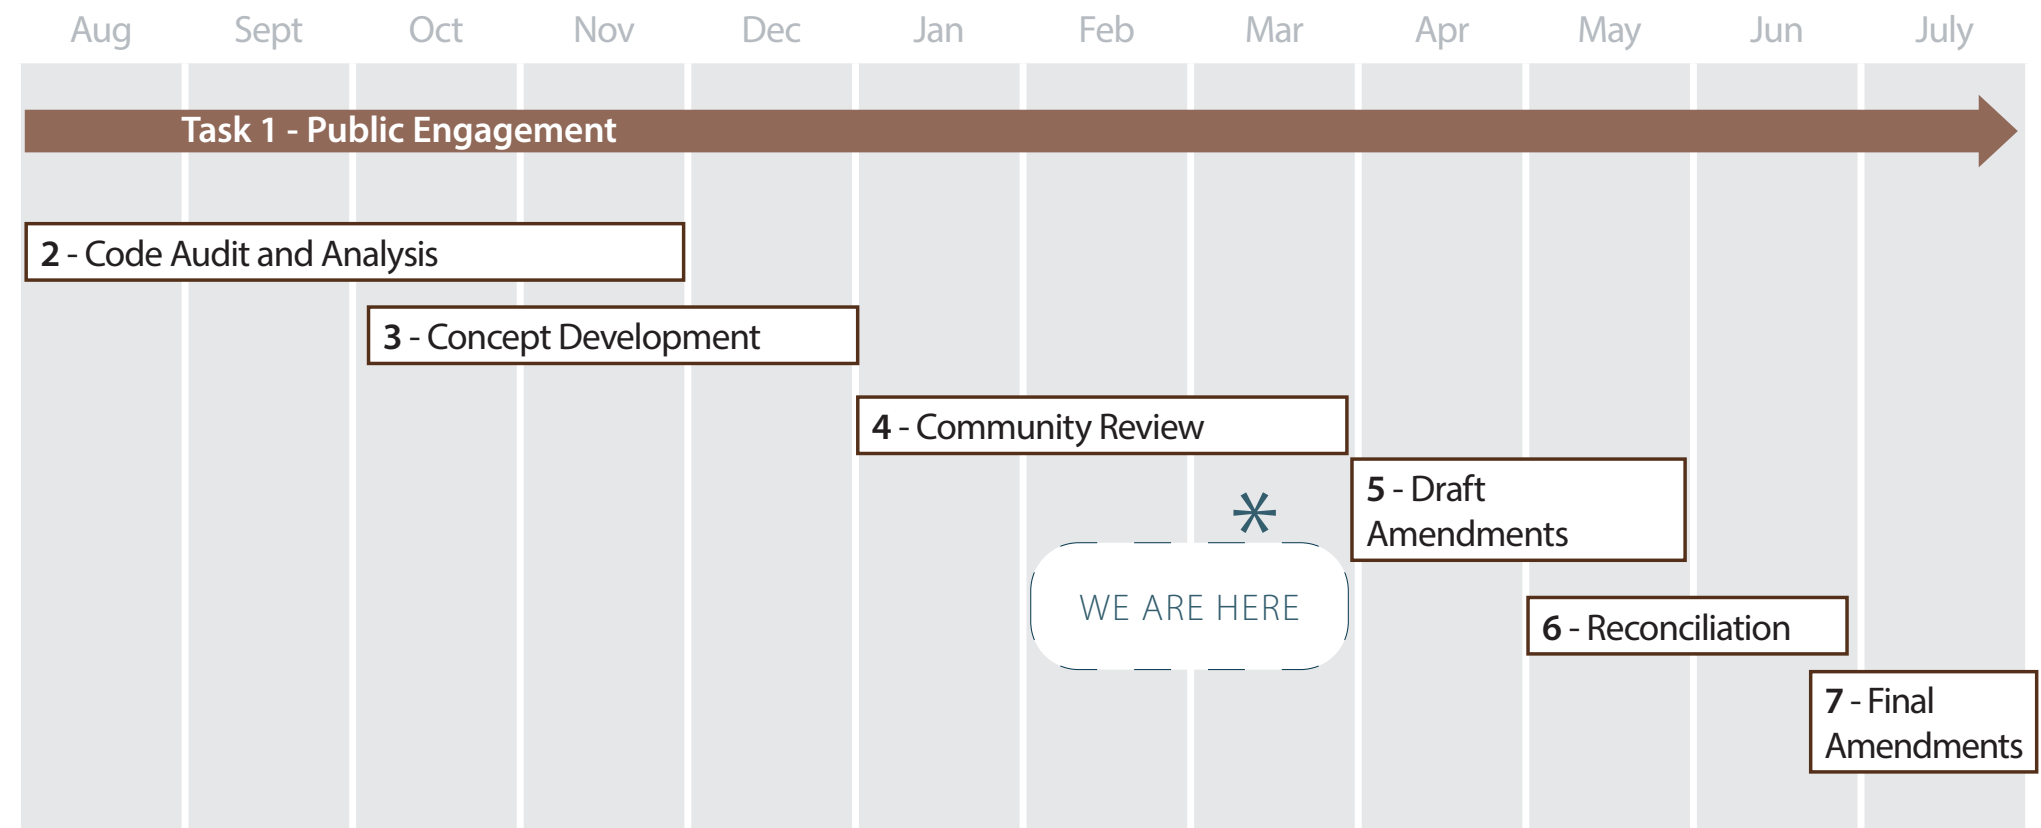 Aug Sept Oct Nov Dec Jan Feb Mar Apr May Jun July
Task 1 - Public Engagement
2 - Code Audit and Analysis
3 - Concept Development
4 - Community Review
5 - Draft
Amendments
*
WE ARE HERE
6 - Reconciliation
7 - Final
Amendments